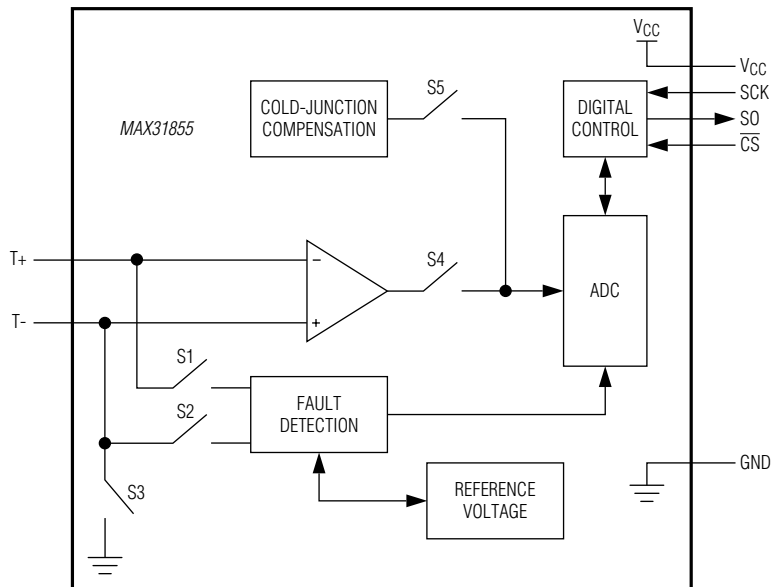 VCC
VCC
S5
COLD-JUNCTION
COMPENSATION
DIGITAL
CONTROL
SCK
SO
CS
MAX31855
T+
−
S4
ADC
T-
+
S1
FAULT
DETECTION
S2
GND
S3
REFERENCE
VOLTAGE